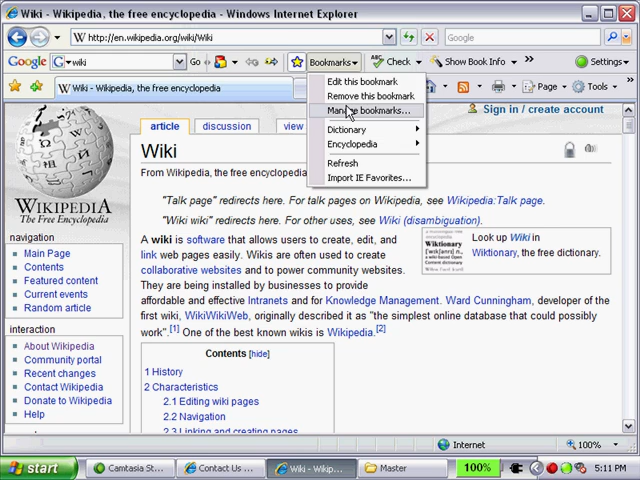 Wiki - Wikipedia, the free encyclopedia - Windows Internet Explorer
http://en.wikipedia.org/wiki/Wiki
Google
Google G wiki Go Bookmarks Check Show Book Info Settings
Wiki - Wikipedia, the free encyclopedia Page Tools
Edit this bookmark
Remove this bookmark
Manage bookmarks...
Dictionary
Encyclopedia
Refresh
Import IE Favorites...
Sign in / create account
article discussion view
WIKIPEDIA
The Free Encyclopedia
navigation
Main Page
Contents
Featured content
Current events
Random article
interaction
About Wikipedia
Community portal
Recent changes
Contact Wikipedia
Donate to Wikipedia
Help
Wiki
From Wikipedia, the free encyclopedia
"Talk page" redirects here. For talk pages on Wikipedia, see Wikipedia:Talk page.
"Wiki wiki" redirects here. For other uses, see Wiki (disambiguation).
A wiki is software that allows users to create, edit, and
link web pages easily. Wikis are often used to create
collaborative websites and to power community websites.
They are being installed by businesses to provide
affordable and effective Intranets and for Knowledge Management. Ward Cunningham, developer of the
first wiki, WikiWikiWeb, originally described it as "the simplest online database that could possibly
work".[1] One of the best known wikis is Wikipedia.[2]
Wiktionary
Look up Wiki in
Wiktionary, the free dictionary.
Contents [hide]
1 History
2 Characteristics
2.1 Editing wiki pages
2.2 Navigation
2.3 Linking and creating pages
Internet 100%
start Camtasia St... Contact Us ... Wiki - Wikip... Master 100% 5:11 PM